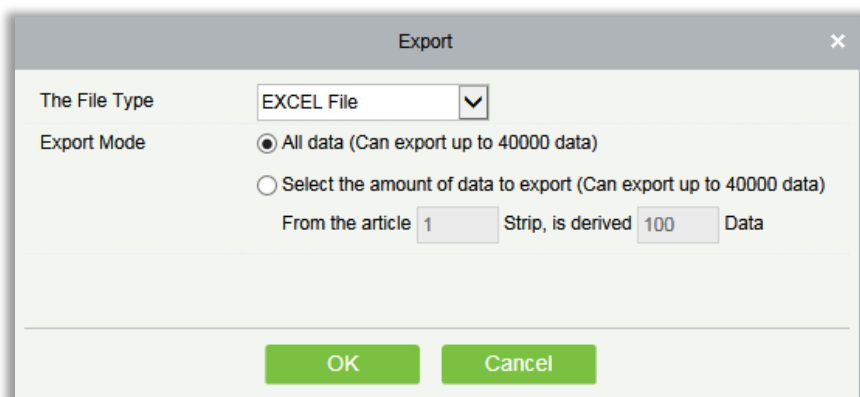 Export
The File Type EXCEL File
Export Mode All data (Can export up to 40000 data)
Select the amount of data to export (Can export up to 40000 data)
From the article 1 Strip, is derived 100 Data
OK Cancel